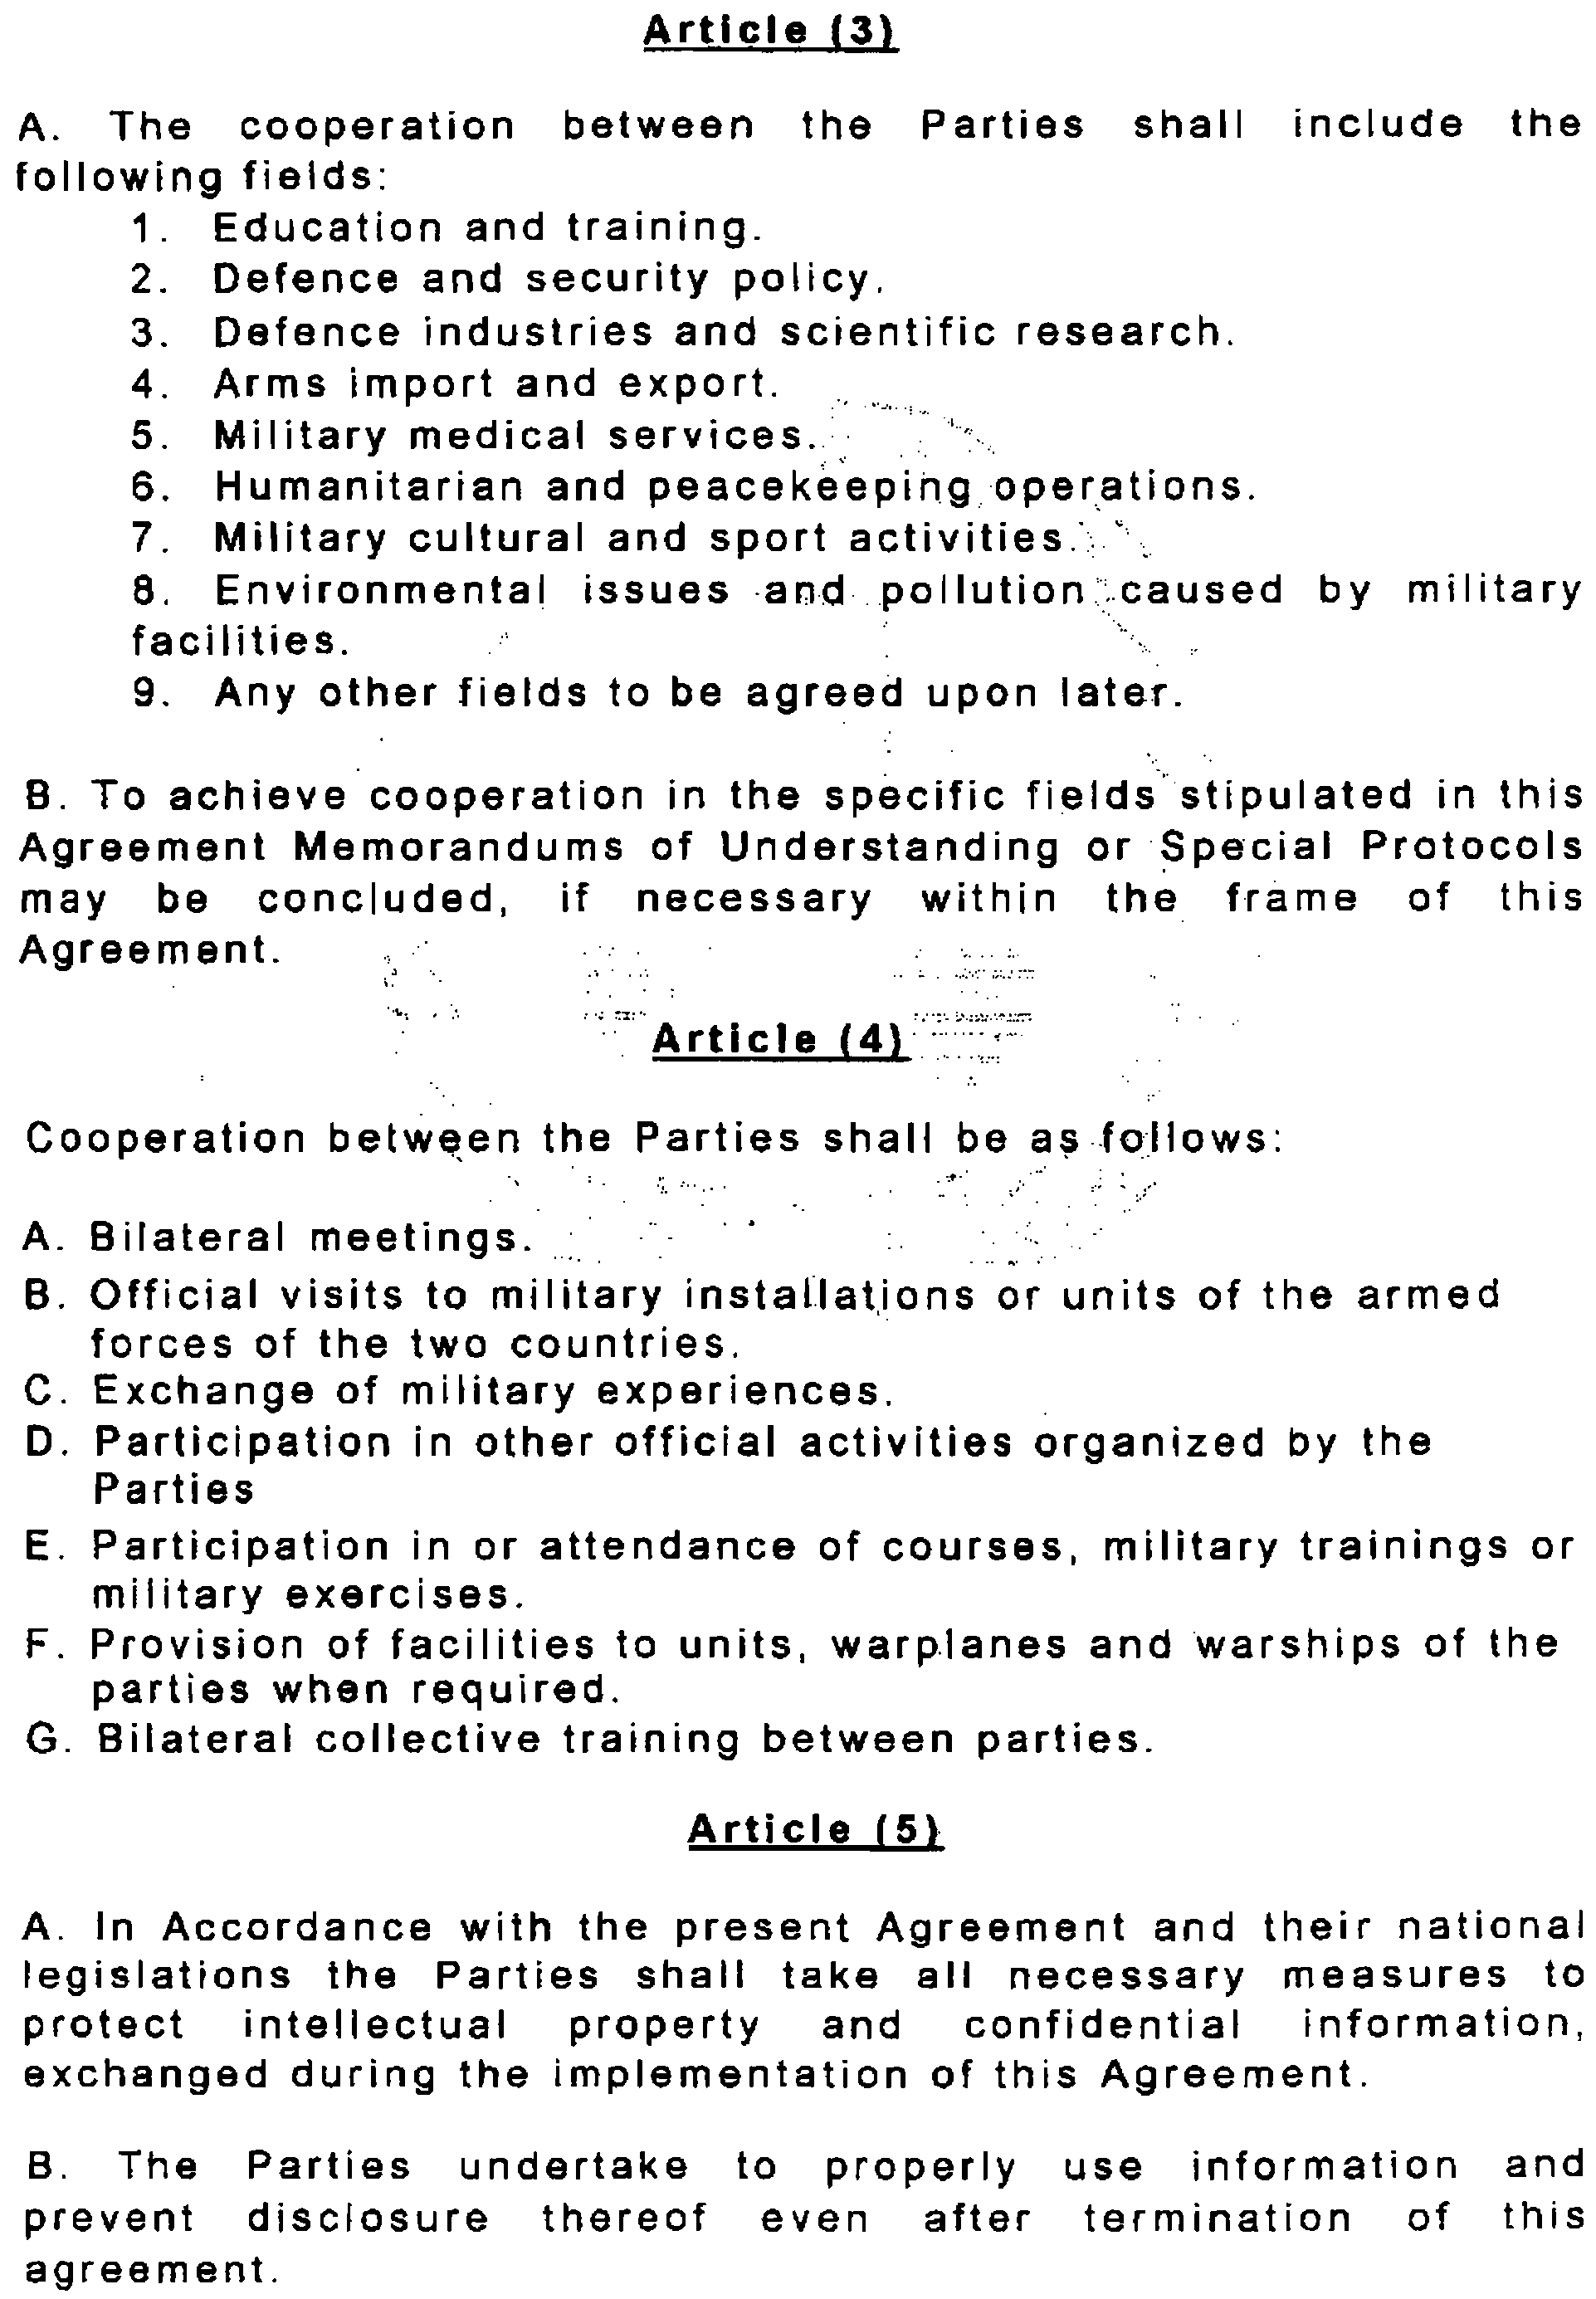 Article (3)
A. The cooperation between the Parties shall include the
following fields:
1. Education and training.
2. Defence and security policy.
3. Defence industries and scientific research.
4. Arms import and export.
5. Military medical services.
6. Humanitarian and peacekeeping operations.
7. Military cultural and sport activities.
8. Environmental issues and pollution caused by military
facilities.
9. Any other fields to be agreed upon later.
B. To achieve cooperation in the specific fields stipulated in this
Agreement Memorandums of Understanding or Special Protocols
may be concluded, if necessary within the frame of this
Agreement.
Article (4)
Cooperation between the Parties shall be as follows:
A. Bilateral meetings.
B. Official visits to military installations or units of the armed
forces of the two countries.
C. Exchange of military experiences.
D. Participation in other official activities organized by the
Parties
E. Participation in or attendance of courses, military trainings or
military exercises.
F. Provision of facilities to units, warplanes and warships of the
parties when required.
G. Bilateral collective training between parties.
Article (5)
A. In Accordance with the present Agreement and their national
legislations the Parties shall take all necessary measures to
protect intellectual property and confidential information,
exchanged during the implementation of this Agreement.
B. The Parties undertake to properly use information and
prevent disclosure thereof even after termination of this
agreement.